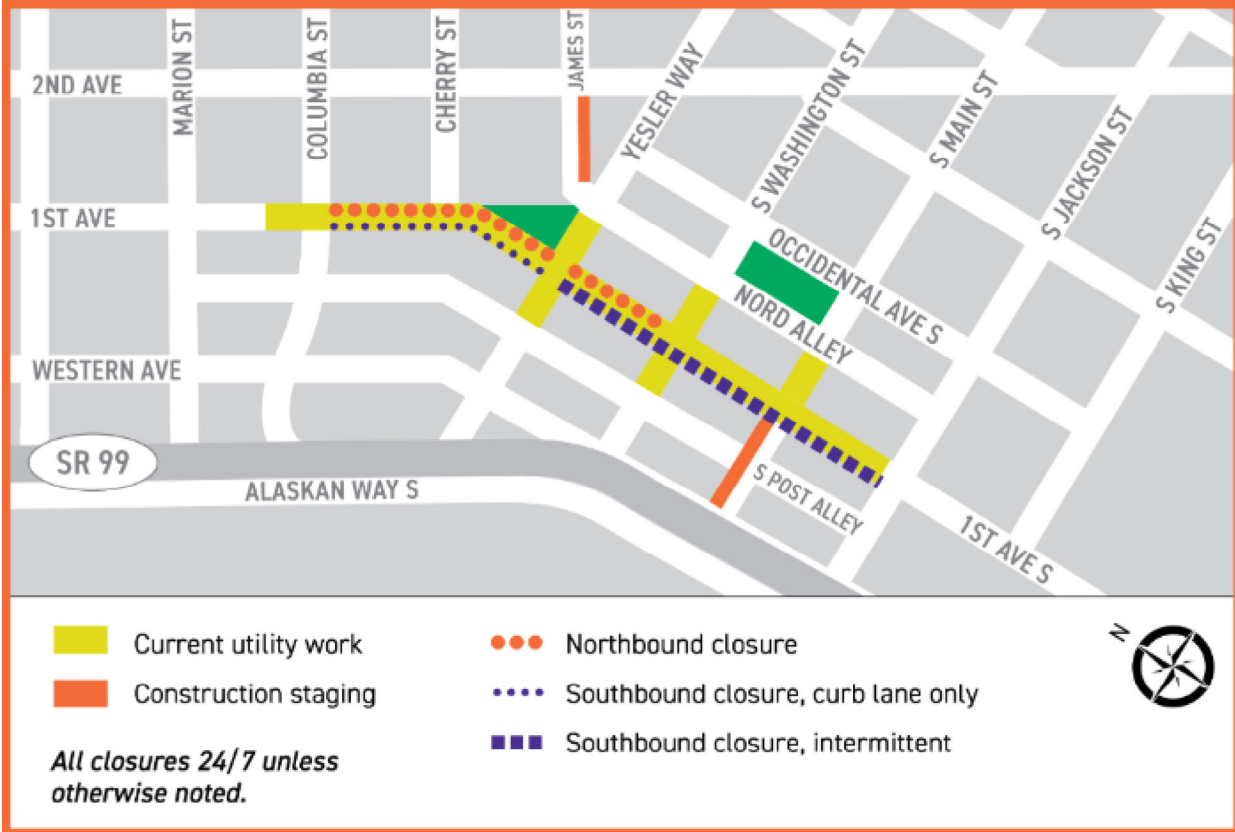 MARION ST
COLUMBIA ST
CHERRY ST
JAMES ST
2ND AVE
YESLER WAY
S WASHINGTON ST
S MAIN ST
S JACKSON ST
S KING ST
1ST AVE
OCCIDENTAL AVE S
NORD ALLEY
WESTERN AVE
SR 99
ALASKAN WAY S
S POST ALLEY
1ST AVE S
Current utility work
Construction staging
All closures 24/7 unless
otherwise noted.
Northbound closure
Southbound closure, curb lane only
Southbound closure, intermittent
N